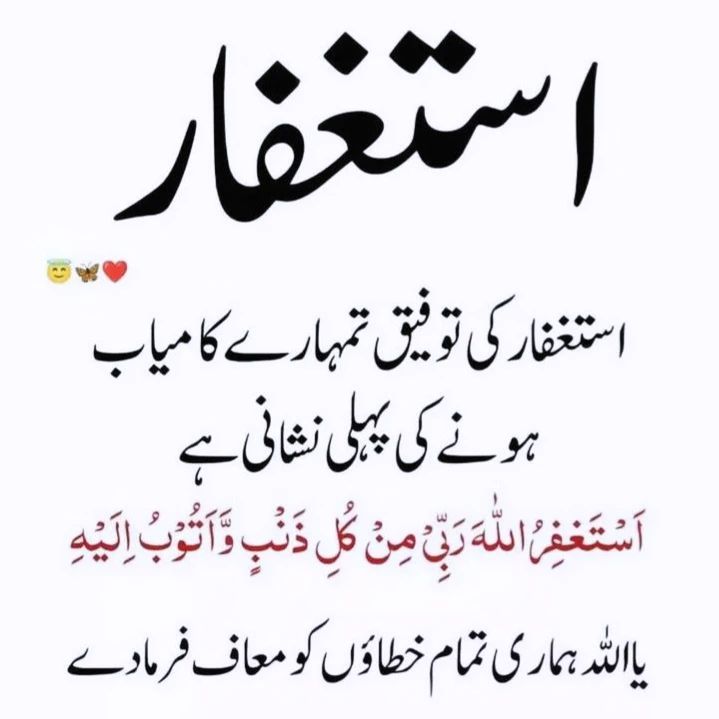 استغفار
😇🦋❤️
استغفار کی توفیق تمہارے کامیاب
ہونے کی پہلی نشانی ہے
اَسْتَغْفِرُ اللّٰهَ رَبِّیْ مِنْ کُلِ ذَنْبٍ وَّاَتُوْبُ اِلَیْهِ
یااللہ ہماری تمام خطاؤں کو معاف فرمادے